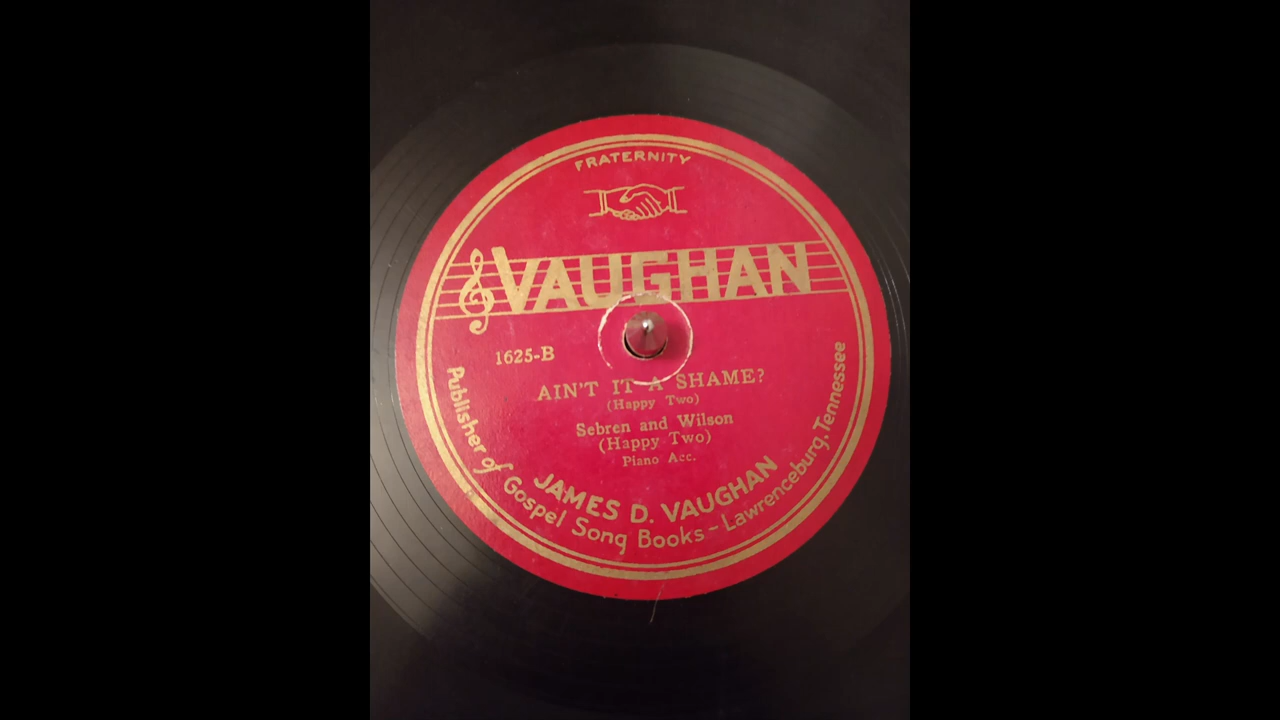 FRATERNITY
VAUGHAN
1625-B
AIN'T IT A SHAME?
(Happy Two)
Sebren and Wilson
(Happy Two)
Piano Acc.
JAMES D. VAUGHAN
Publisher of Gospel Song Books - Lawrenceburg, Tennessee